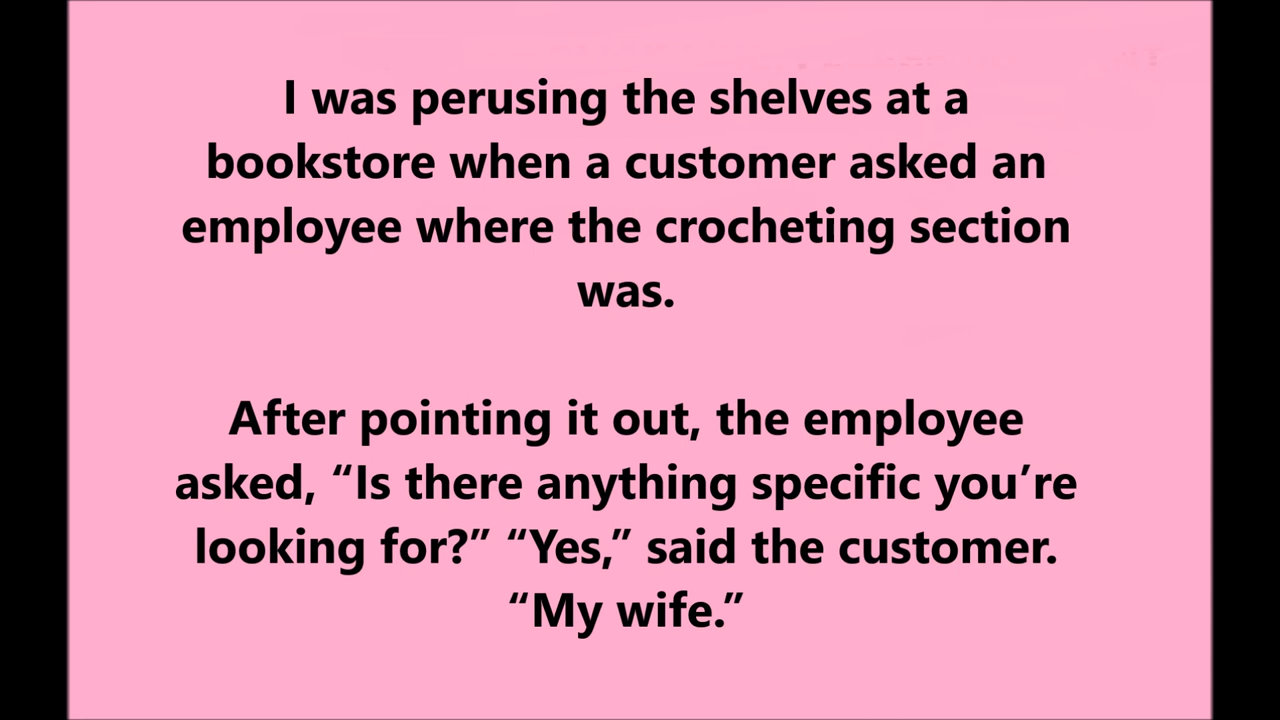 I was perusing the shelves at a
bookstore when a customer asked an
employee where the crocheting section
was.
After pointing it out, the employee
asked, “Is there anything specific you’re
looking for?” “Yes,” said the customer.
“My wife.”